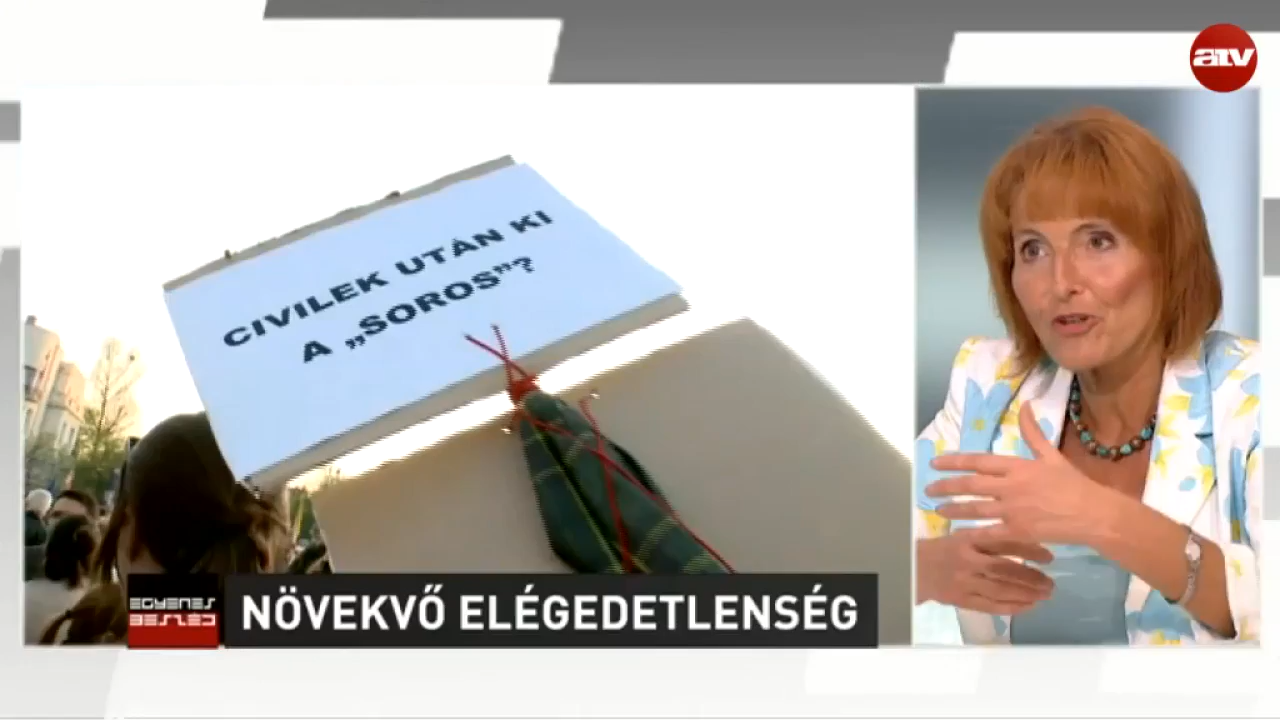 atv
CIVILEK UTÁN KI
A „SOROS”?
EGYENES
BESZÉD
NÖVEKVŐ ELÉGEDETLENSÉG